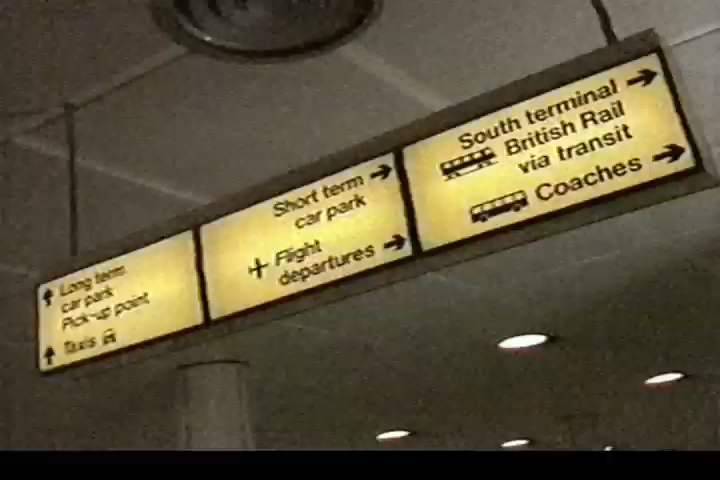 Long term
car park
Pick-up point
Taxis
Short term
car park
Flight
departures
South terminal
British Rail
via transit
Coaches